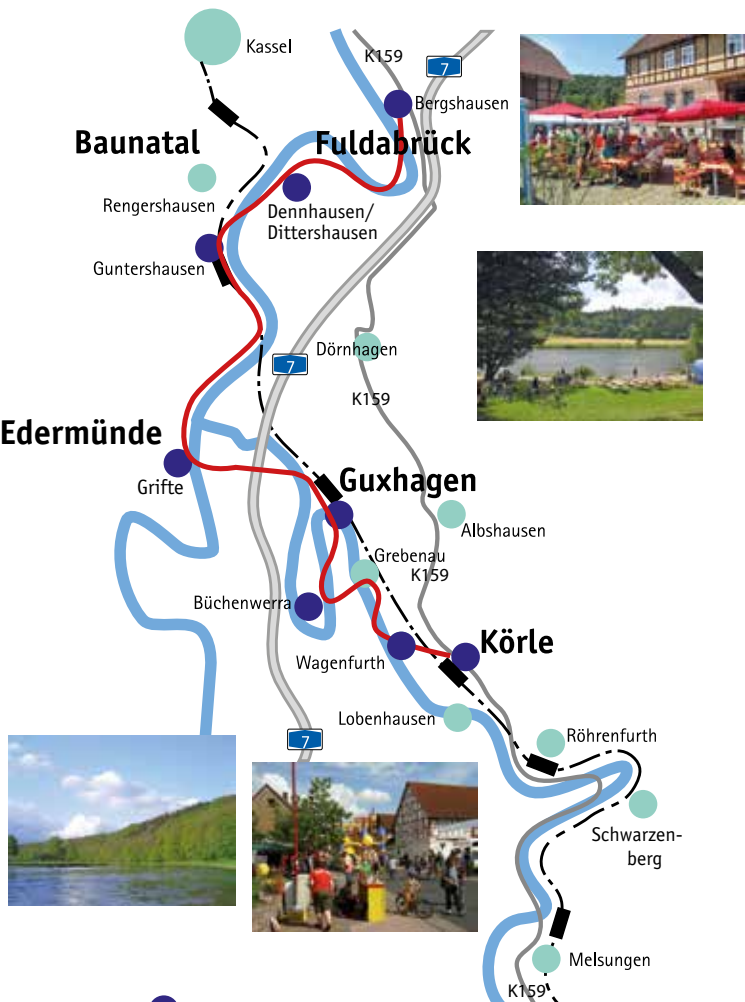 Kassel
K159
7
Bergshausen
Baunatal
Fuldabrück
Rengershausen
Dennhausen/
Dittershausen
Guntershausen
Dörnhagen
7
K159
Edermünde
Grifte
Guxhagen
Albshausen
Grebenau
K159
Büchenwerra
Körle
Wagenfurth
Lobenhausen
7
Röhrenfurth
Schwarzen-
berg
Melsungen
K159